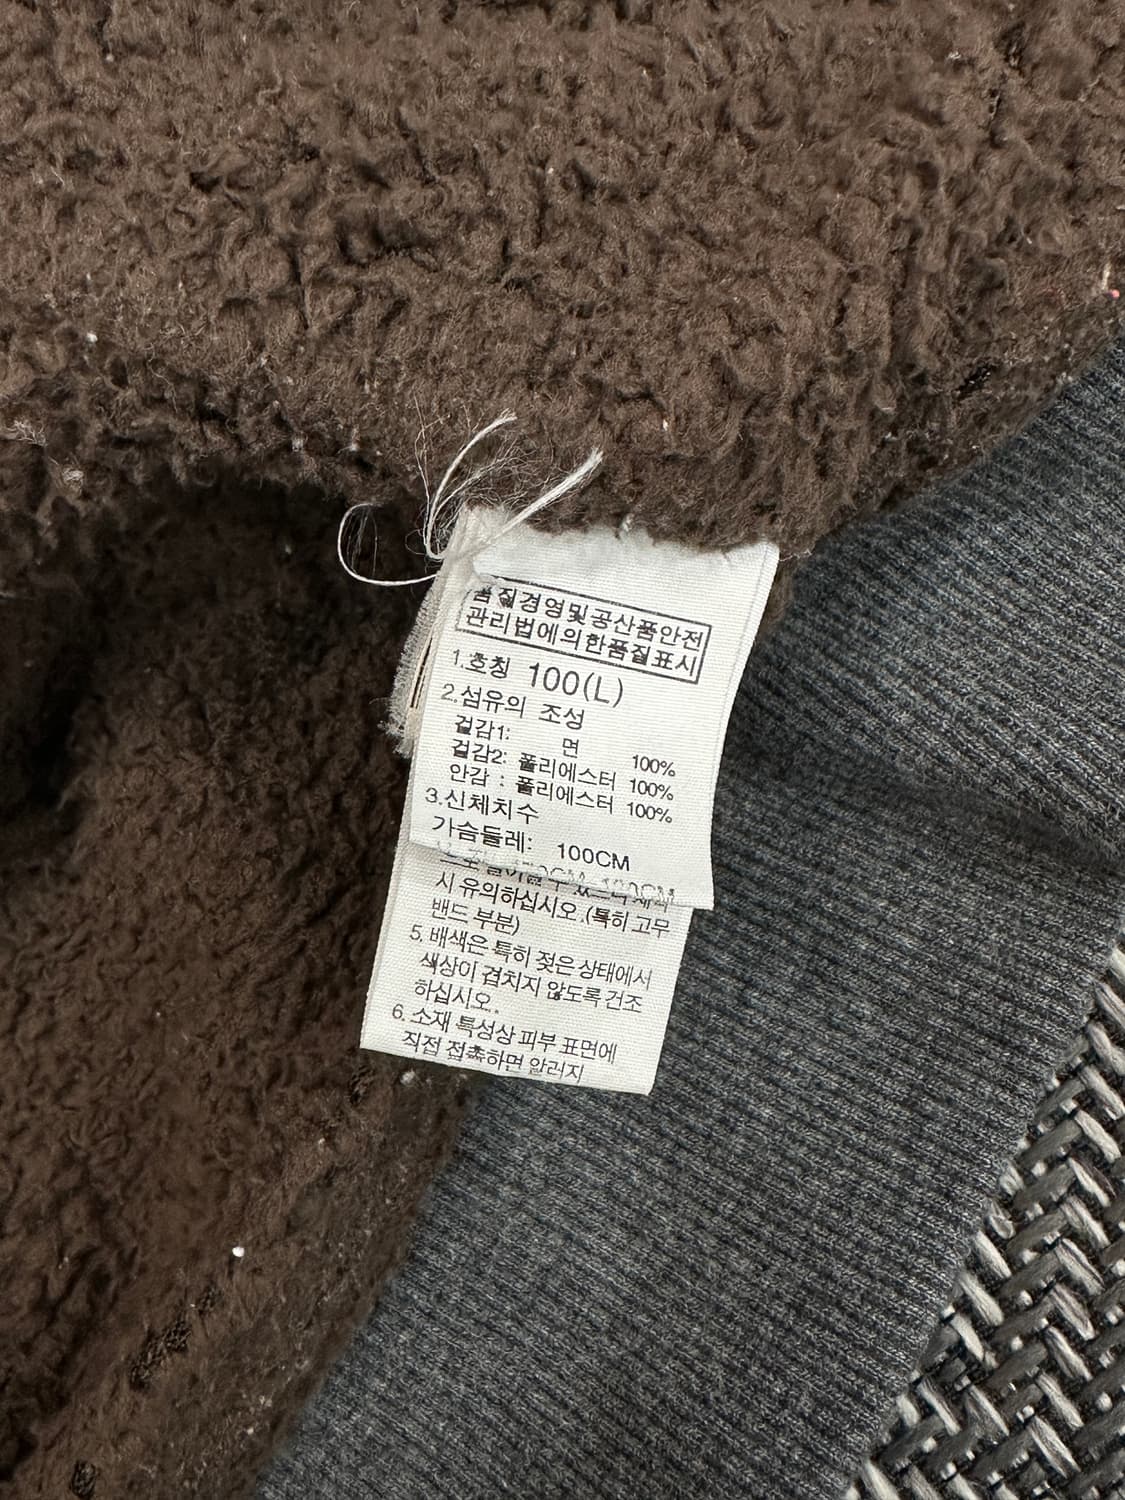 품질경영및공산품안전
관리법에의한품질표시
1.호칭 100(L)
2.섬유의 조성
겉감1: 면 100%
겉감2: 폴리에스터 100%
안감 : 폴리에스터 100%
3.신체치수
가슴둘레: 100CM
시 유의하십시오.(특히 고무
밴드 부분)
5. 배색은 특히 젖은 상태에서
색상이 겹치지 않도록 건조
하십시오..
6.소재 특성상 피부 표면에
직접 접촉하면 알러지